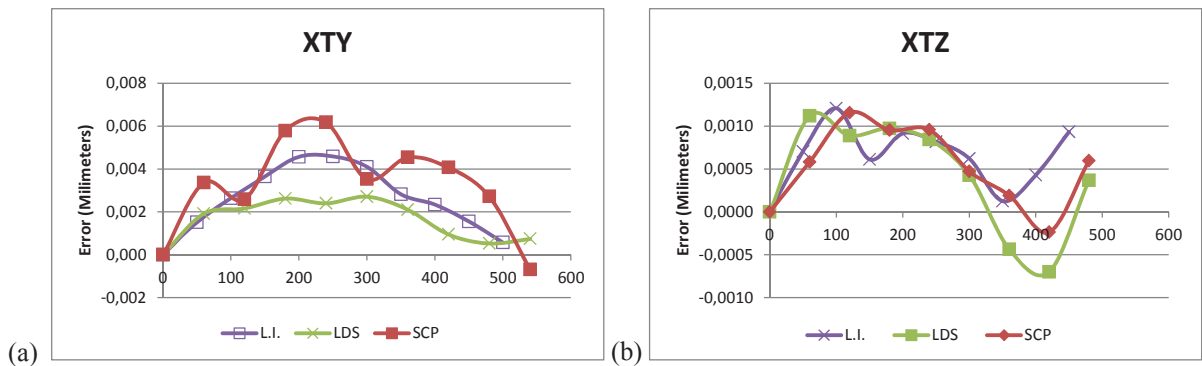 XTY
Error (Milimeters)
0,008
0,006
0,004
0,002
0,000
-0,002
0 100 200 300 400 500 600
L.I. LDS SCP
(a)
XTZ
Error (Milimeters)
0,0015
0,0010
0,0005
0,0000
-0,0005
-0,0010
0 100 200 300 400 500 600
L.I. LDS SCP
(b)